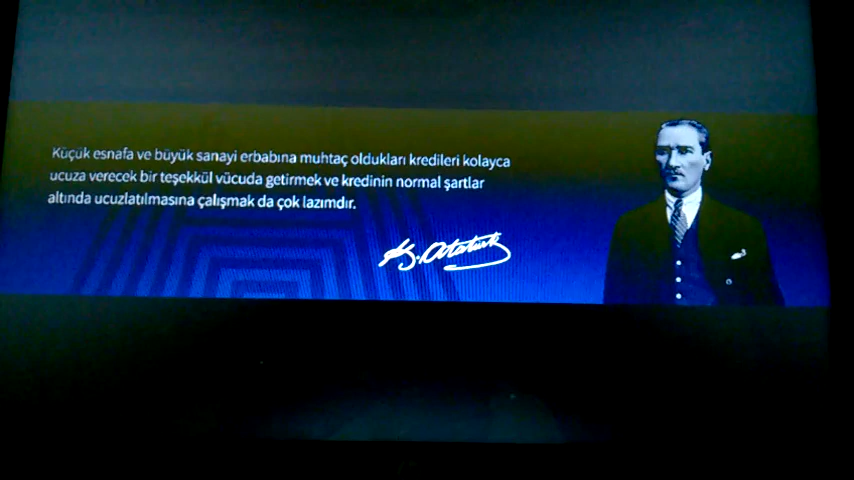 Küçük esnafa ve büyük sanayi erbabına muhtaç oldukları kredileri kolayca
ucuza verecek bir teşekkül vücuda getirmek ve kredinin normal şartlar
altında ucuzlatılmasına çalışmak da çok lazımdır.
K. Atatürk